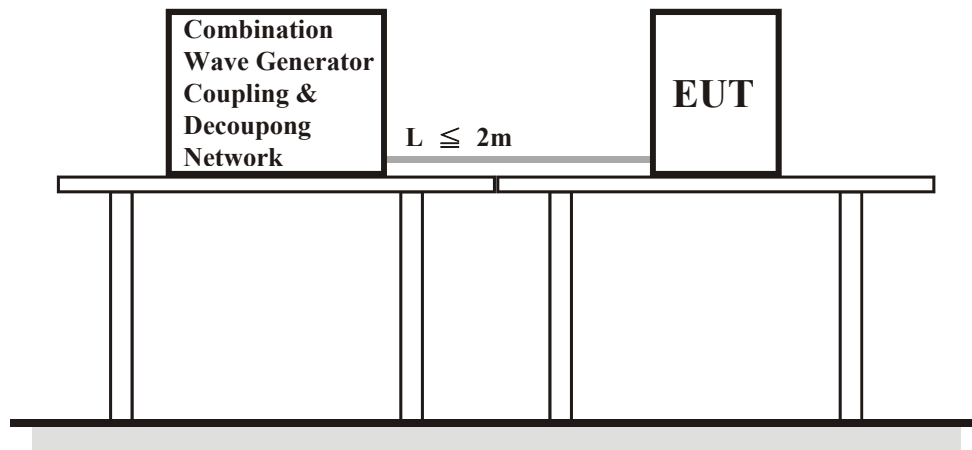 Combination
Wave Generator
Coupling &
Decoupong
Network
L ≦ 2m
EUT